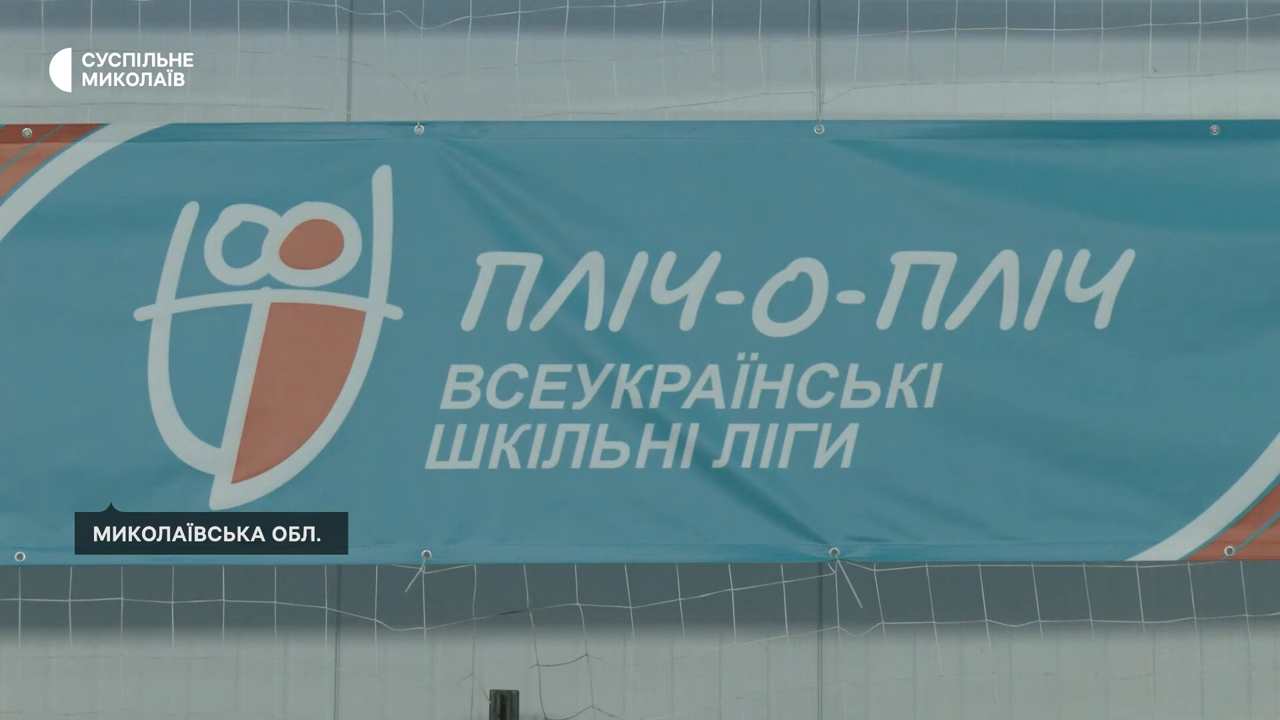 СУСПІЛЬНЕ
МИКОЛАЇВ
ПЛІЧ-О-ПЛІЧ
ВСЕУКРАЇНСЬКІ
ШКІЛЬНІ ЛІГИ
МИКОЛАЇВСЬКА ОБЛ.